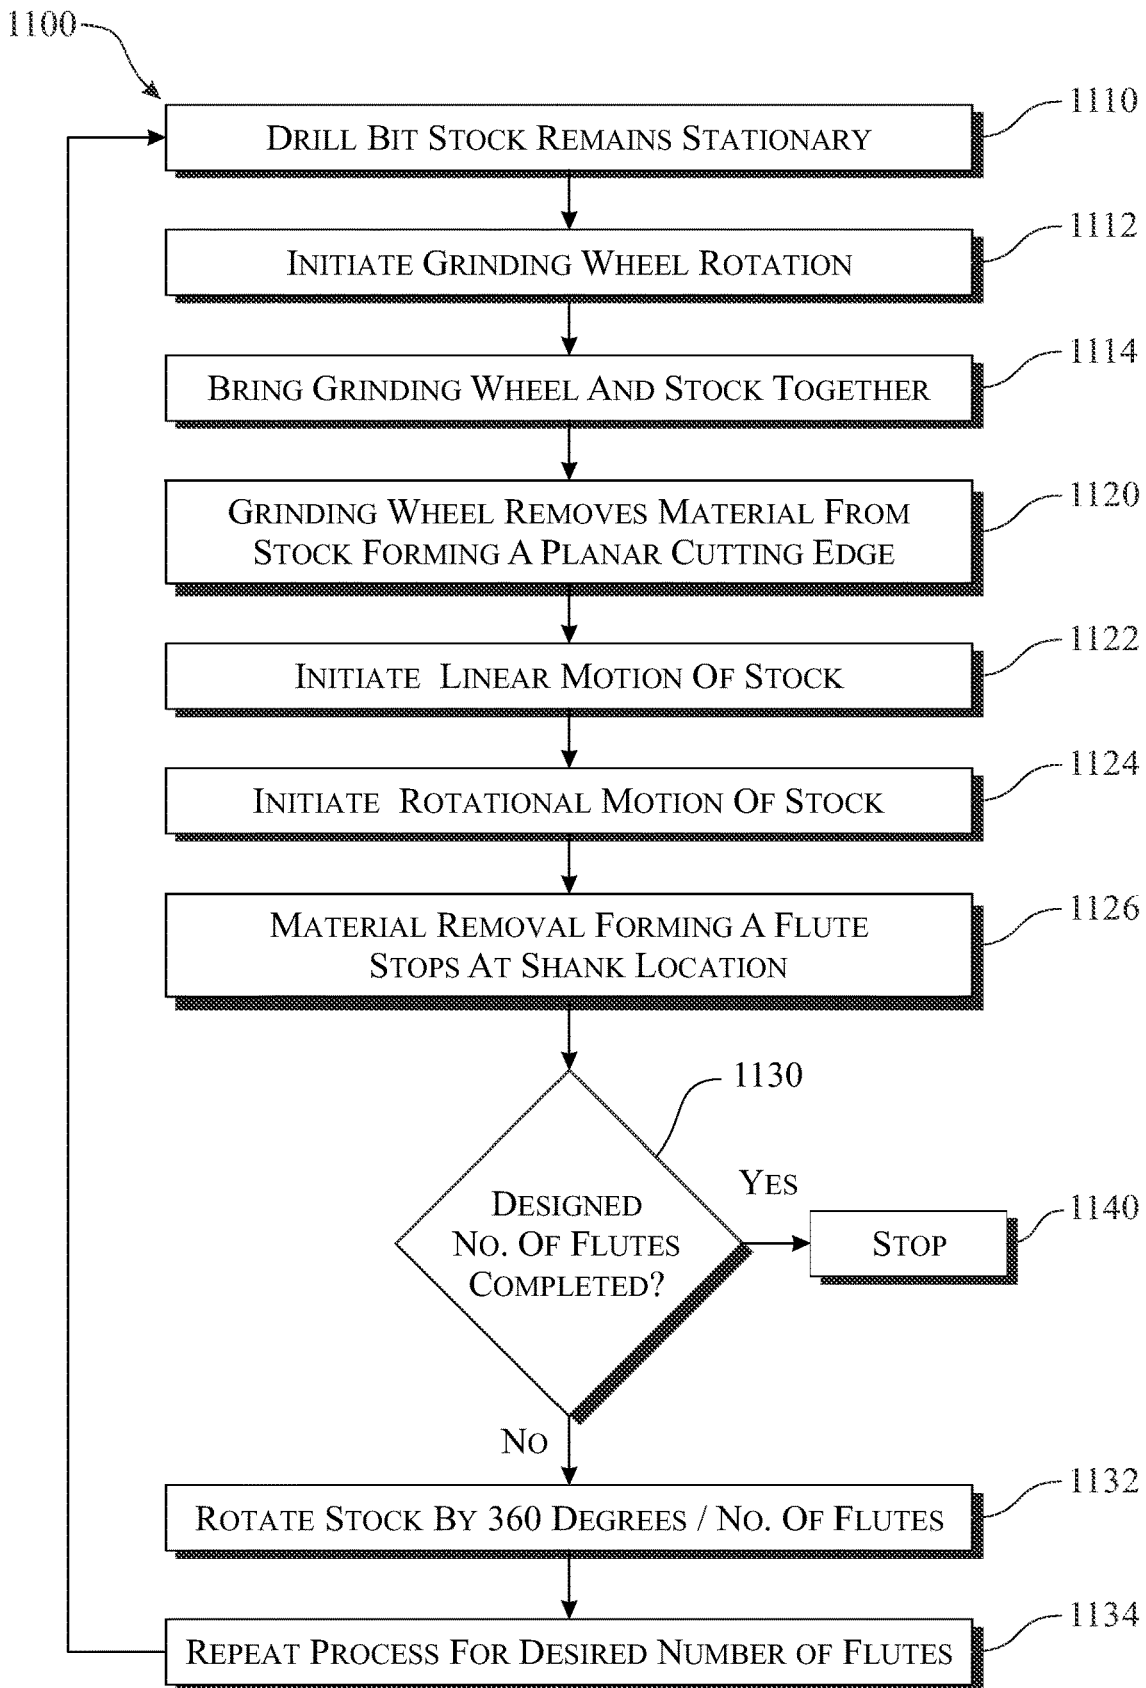 1100
DRILL BIT STOCK REMAINS STATIONARY
1110
INITIATE GRINDING WHEEL ROTATION
1112
BRING GRINDING WHEEL AND STOCK TOGETHER
1114
GRINDING WHEEL REMOVES MATERIAL FROM
STOCK FORMING A PLANAR CUTTING EDGE
1120
INITIATE LINEAR MOTION OF STOCK
1122
INITIATE ROTATIONAL MOTION OF STOCK
1124
MATERIAL REMOVAL FORMING A FLUTE
STOPS AT SHANK LOCATION
1126
1130
DESIGNED
NO. OF FLUTES
COMPLETED?
YES
STOP
1140
NO
ROTATE STOCK BY 360 DEGREES / NO. OF FLUTES
1132
REPEAT PROCESS FOR DESIRED NUMBER OF FLUTES
1134